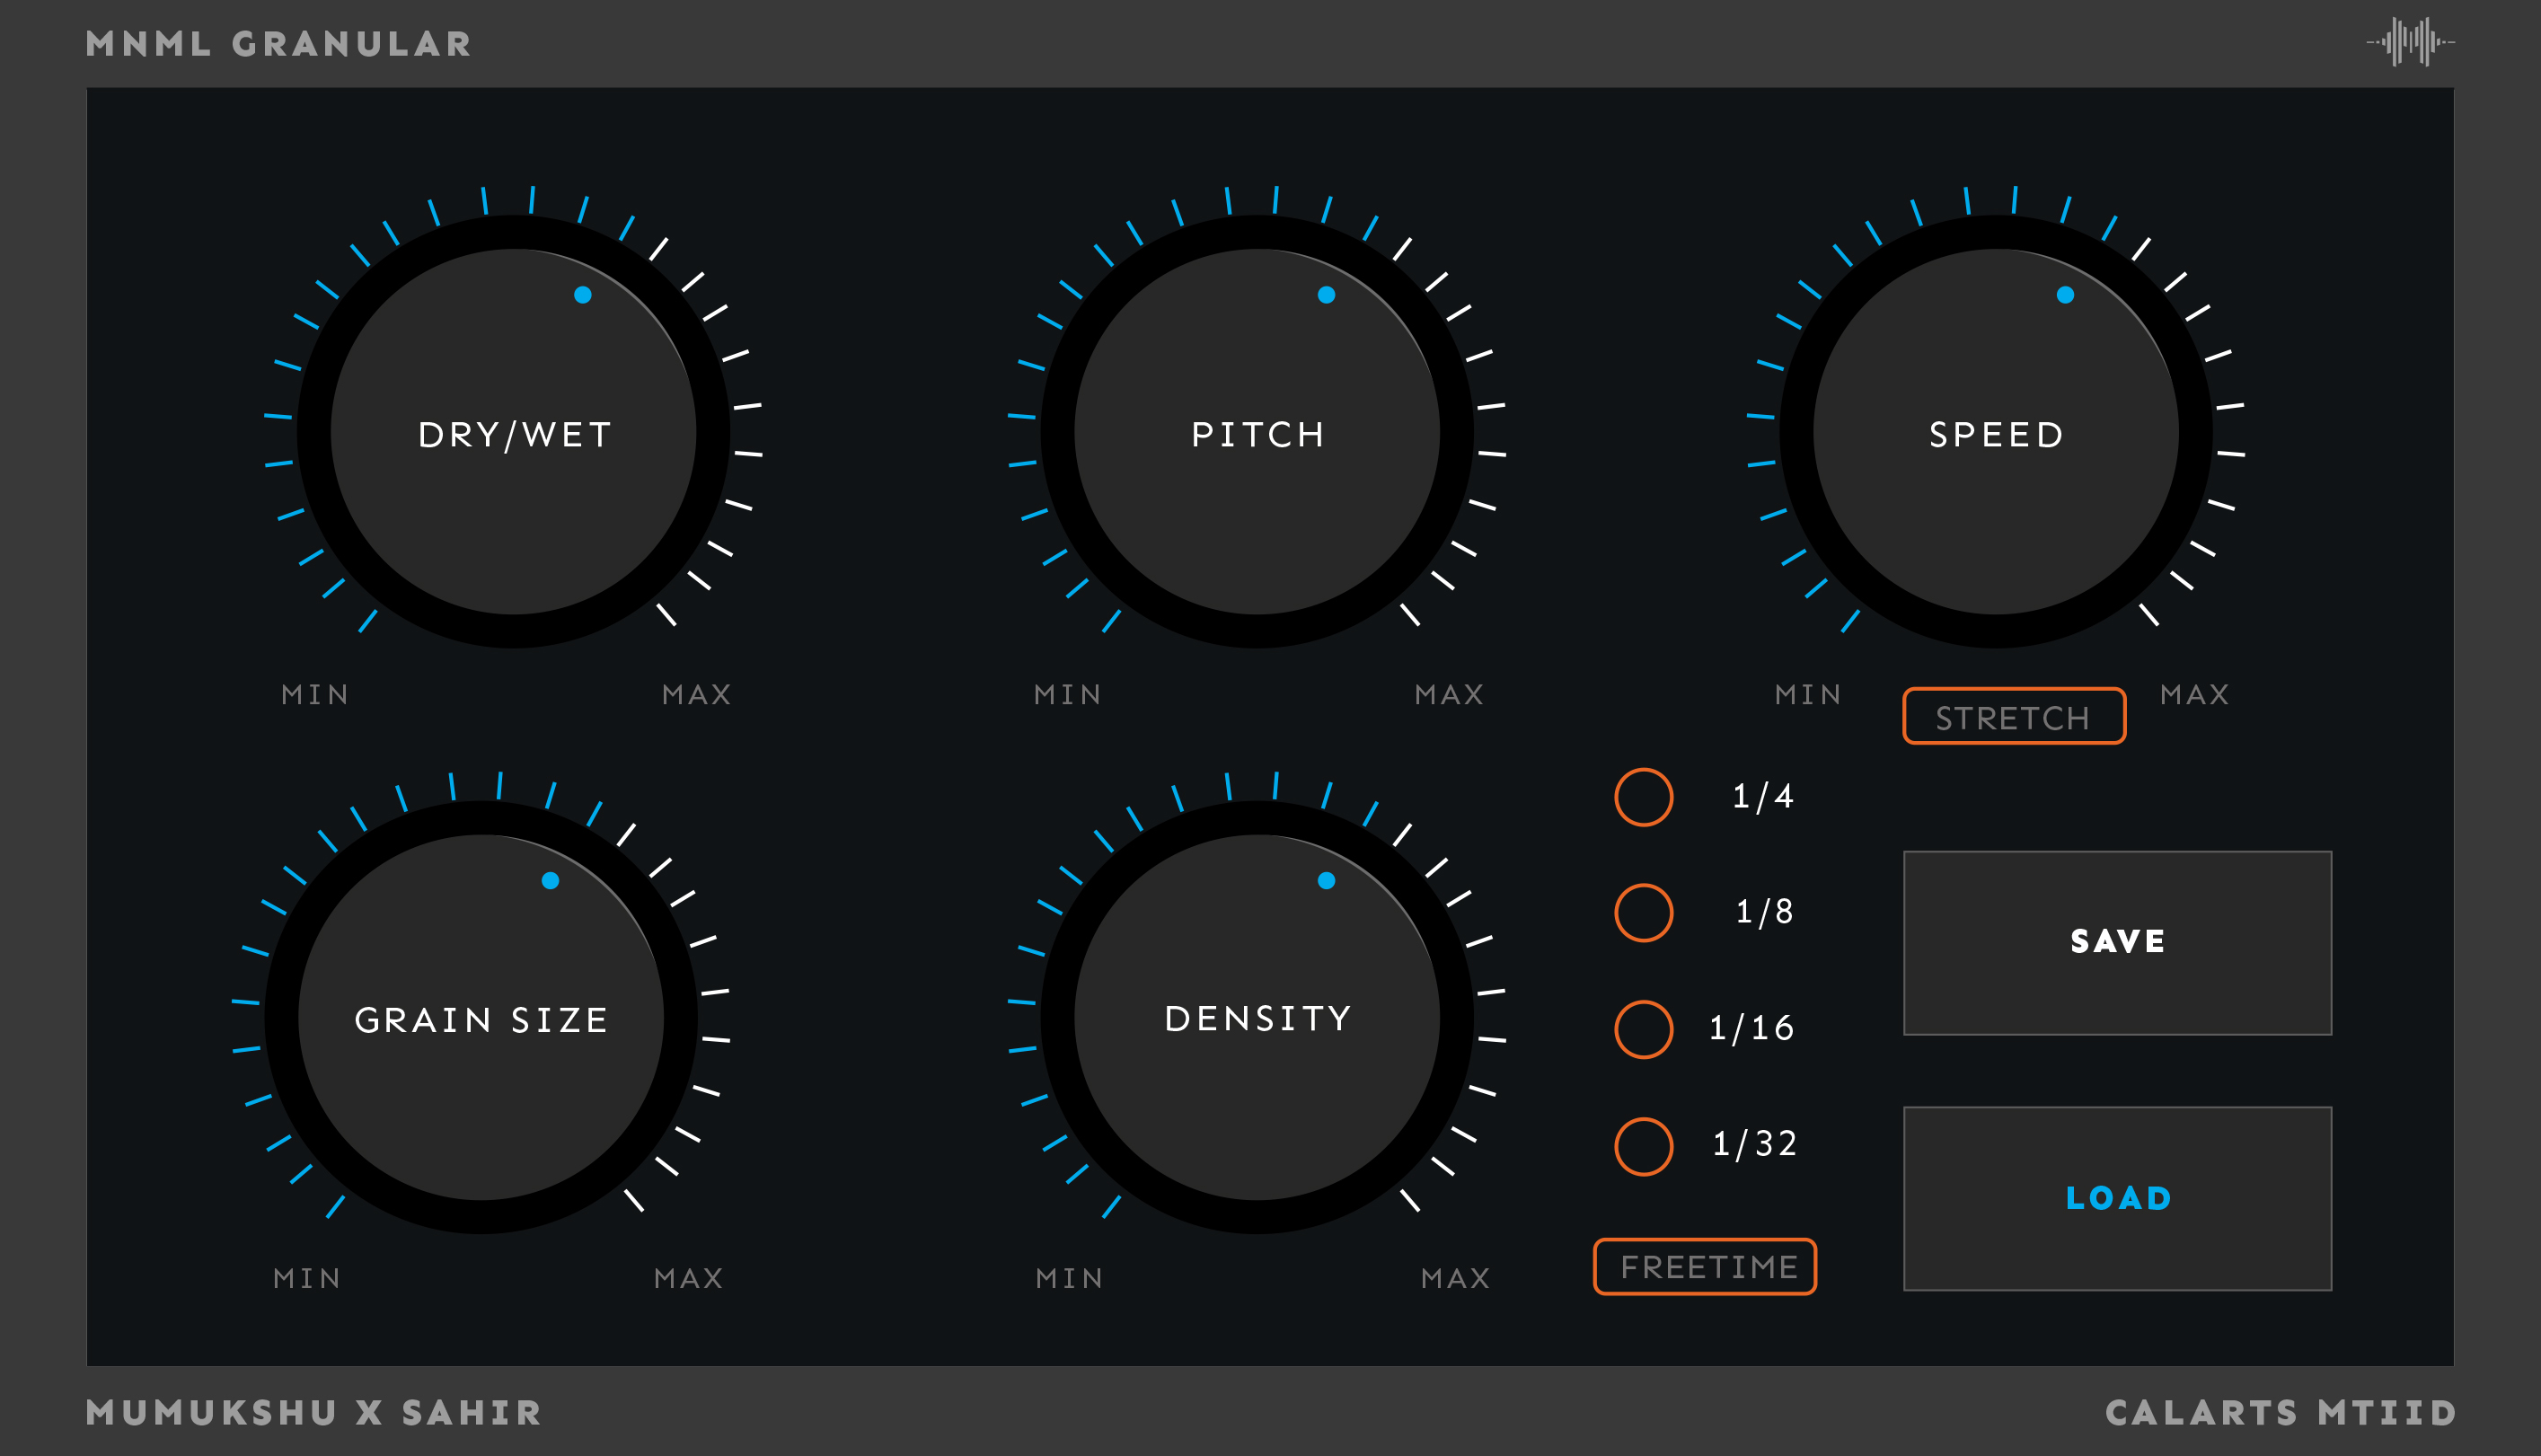 MNML GRANULAR
DRY/WET
PITCH
SPEED
MIN
MAX
MIN
MAX
MIN
MAX
STRETCH
GRAIN SIZE
DENSITY
1/4
1/8
1/16
1/32
SAVE
LOAD
FREETIME
MIN
MAX
MIN
MAX
MUMUKSHU X SAHIR
CALARTS MTIID